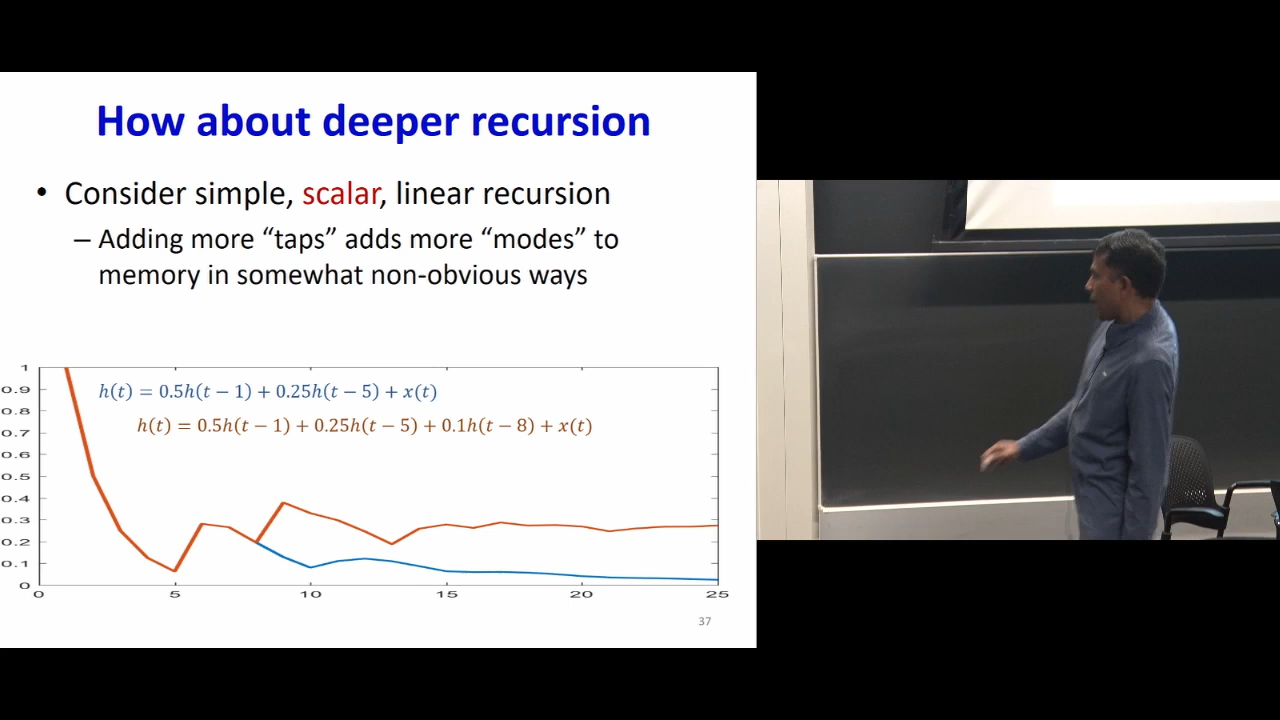 How about deeper recursion
• Consider simple, scalar, linear recursion
– Adding more “taps” adds more “modes” to
memory in somewhat non-obvious ways
h(t) = 0.5h(t − 1) + 0.25h(t − 5) + x(t)
h(t) = 0.5h(t − 1) + 0.25h(t − 5) + 0.1h(t − 8) + x(t)
1
0.9
0.8
0.7
0.6
0.5
0.4
0.3
0.2
0.1
0
0 5 10 15 20 25
37